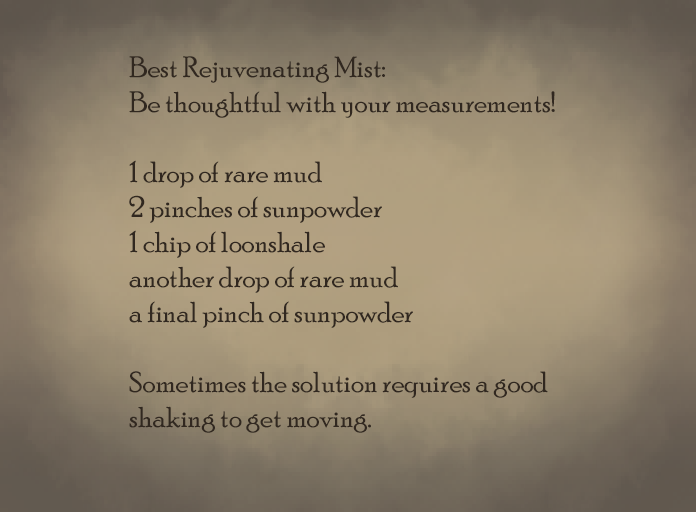 Best Rejuvenating Mist:
Be thoughtful with your measurements!
1 drop of rare mud
2 pinches of sunpowder
1 chip of loonshale
another drop of rare mud
a final pinch of sunpowder
Sometimes the solution requires a good
shaking to get moving.